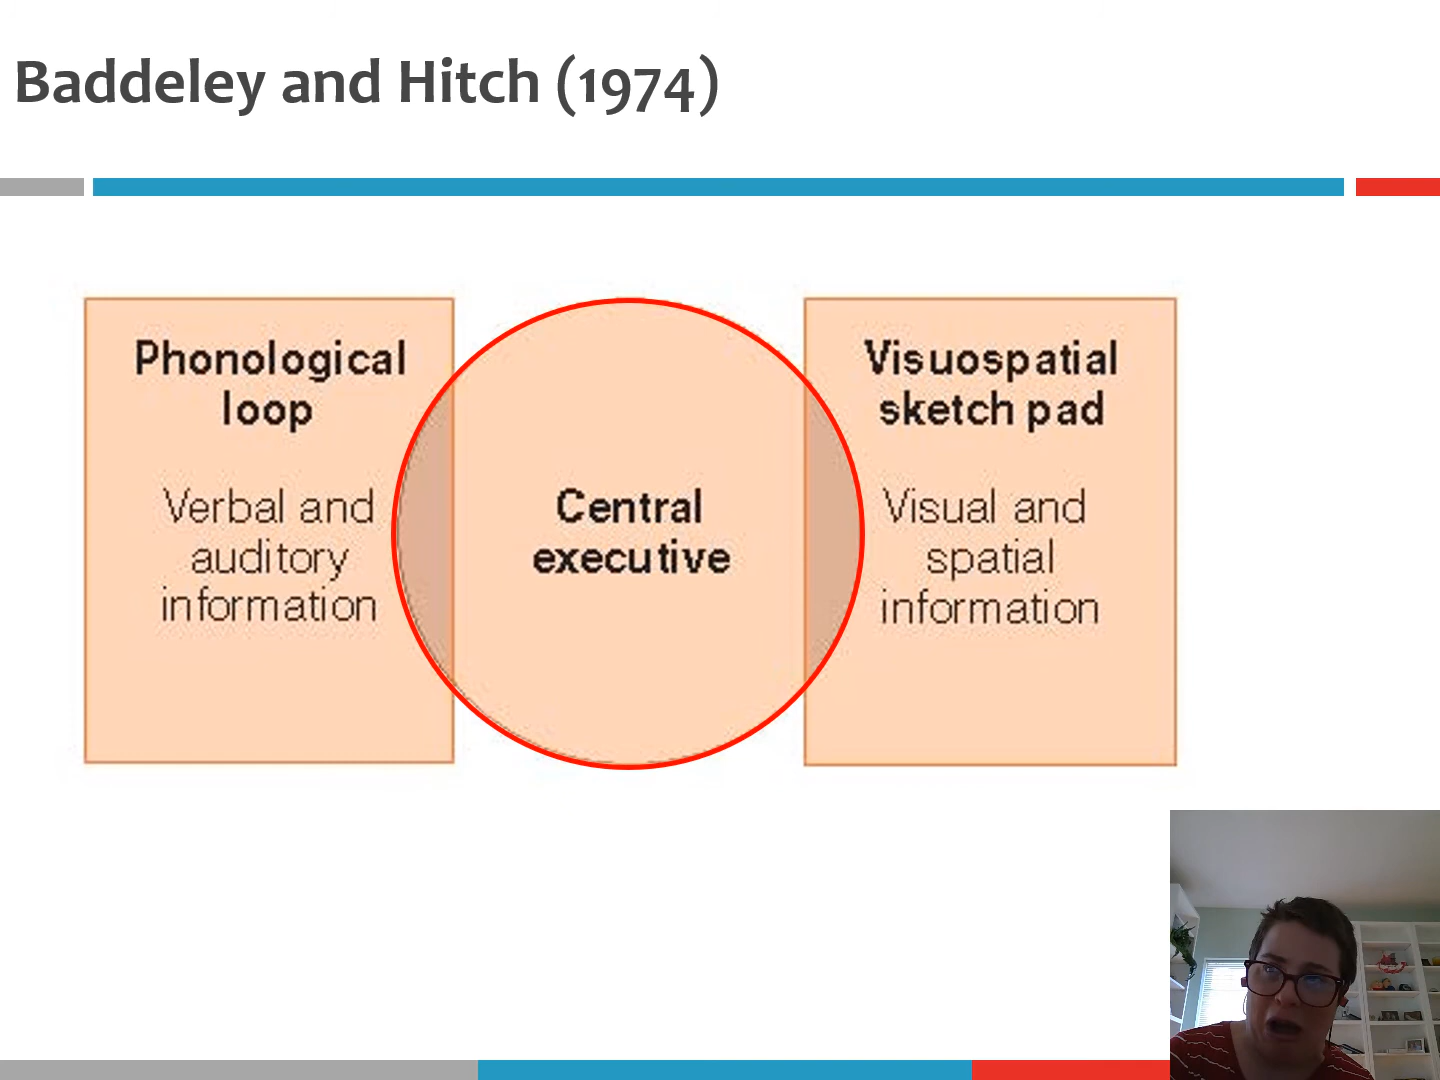 Baddeley and Hitch (1974)
Phonological
loop
Verbal and
auditory
information
Central
executive
Visuospatial
sketch pad
Visual and
spatial
information